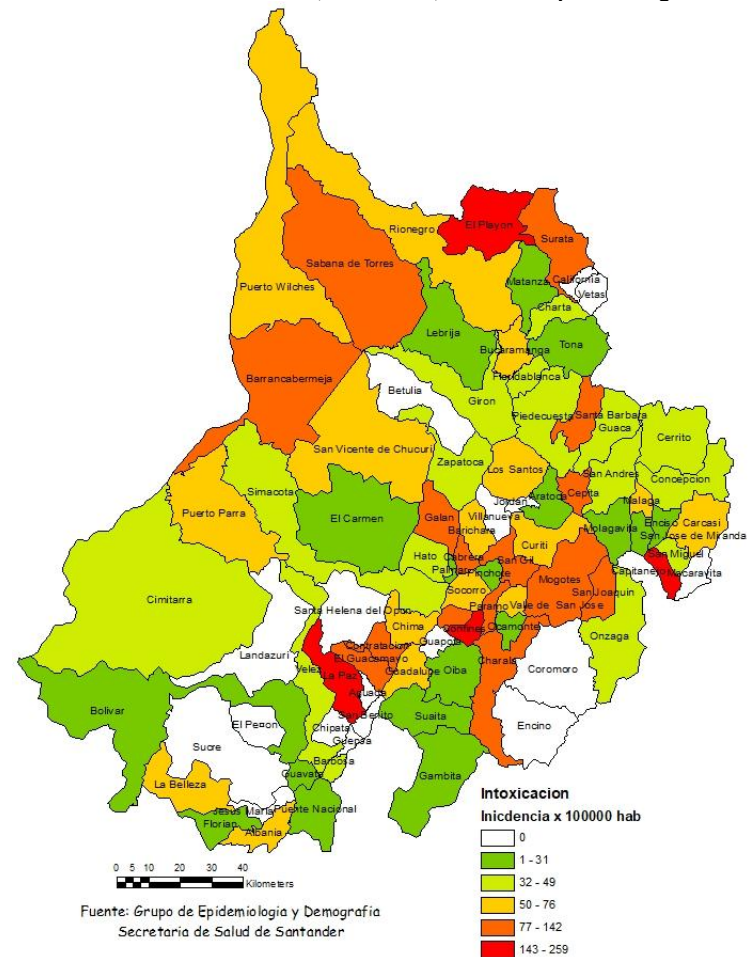 El Playon
Rionegro
Surata
Sabana de Torres
California
Matanza
Puerto Wilches
Vetas
Charta
Lebrija
Tona
Bucaramanga
Floridablanca
Barrancabermeja
Betulia
Giron
Piedecuesta
Santa Barbara
Guaca
Cerrito
San Vicente de Chucuri
Zapatoca
Los Santos
San Andres
Concepcion
Simacota
Aratoca
Cepita
Malaga
Jordan
Puerto Parra
El Carmen
Galan
Villanueva
Molagavita
Enciso
Carcasi
Barichara
San Jose de Miranda
Curiti
Hato
Cabrera
San Gil
San Miguel
Palmar
Pinchote
Capitanejo
Macaravita
Mogotes
Cimitarra
Socorro
San Joaquin
Santa Helena del Opon
Paramo
Valle de San Jose
Chima
Confines
Ocamonte
Onzaga
Contratacion
Guapota
Landazuri
El Guacamayo
Charala
Velez
La Paz
Guadalupe
Oiba
Coromoro
Aguada
Bolivar
San Benito
Suaita
El Penon
Chipata
Encino
Sucre
Guepsa
Barbosa
Guavata
Gambita
La Belleza
Jesus Maria
Puente Nacional
Florian
Albania
Intoxicacion
Inicdencia x 100000 hab
0
1 - 31
32 - 49
50 - 76
77 - 142
143 - 259
0 5 10 20 30 40
Kilometers
Fuente: Grupo de Epidemiologia y Demografia
Secretaria de Salud de Santander